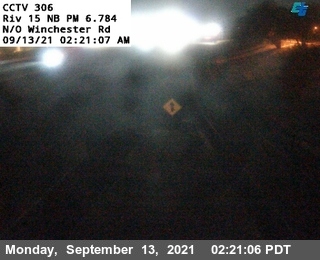 CCTV 306
Riv 15 NB PM 6.784
N/O Winchester Rd
09/13/21 02:21:07 AM
Monday, September 13, 2021 02:21:06 PDT